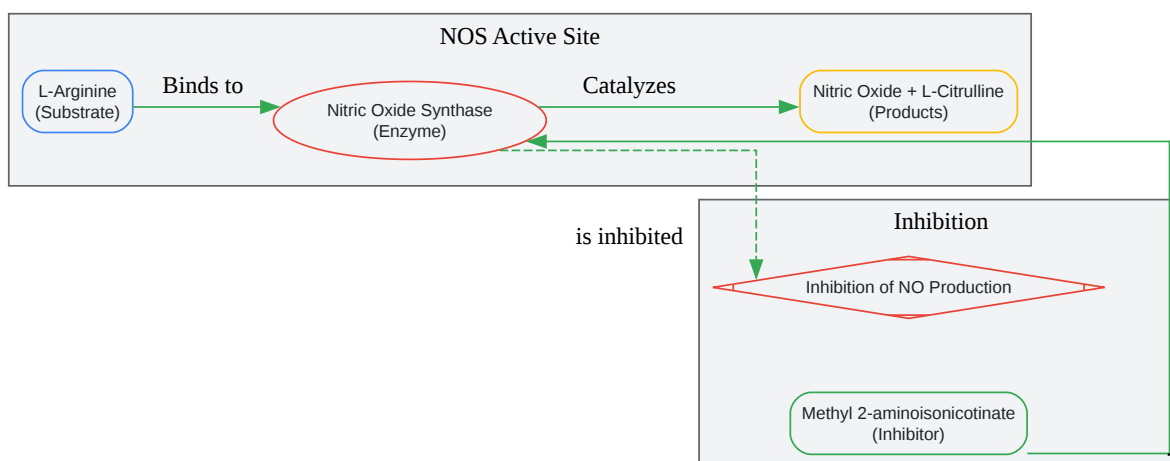 NOS Active Site
L-Arginine
(Substrate)
Binds to
Nitric Oxide Synthase
(Enzyme)
Catalyzes
Nitric Oxide + L-Citrulline
(Products)
is inhibited
Inhibition
Inhibition of NO Production
Methyl 2-aminoisonicotinate
(Inhibitor)